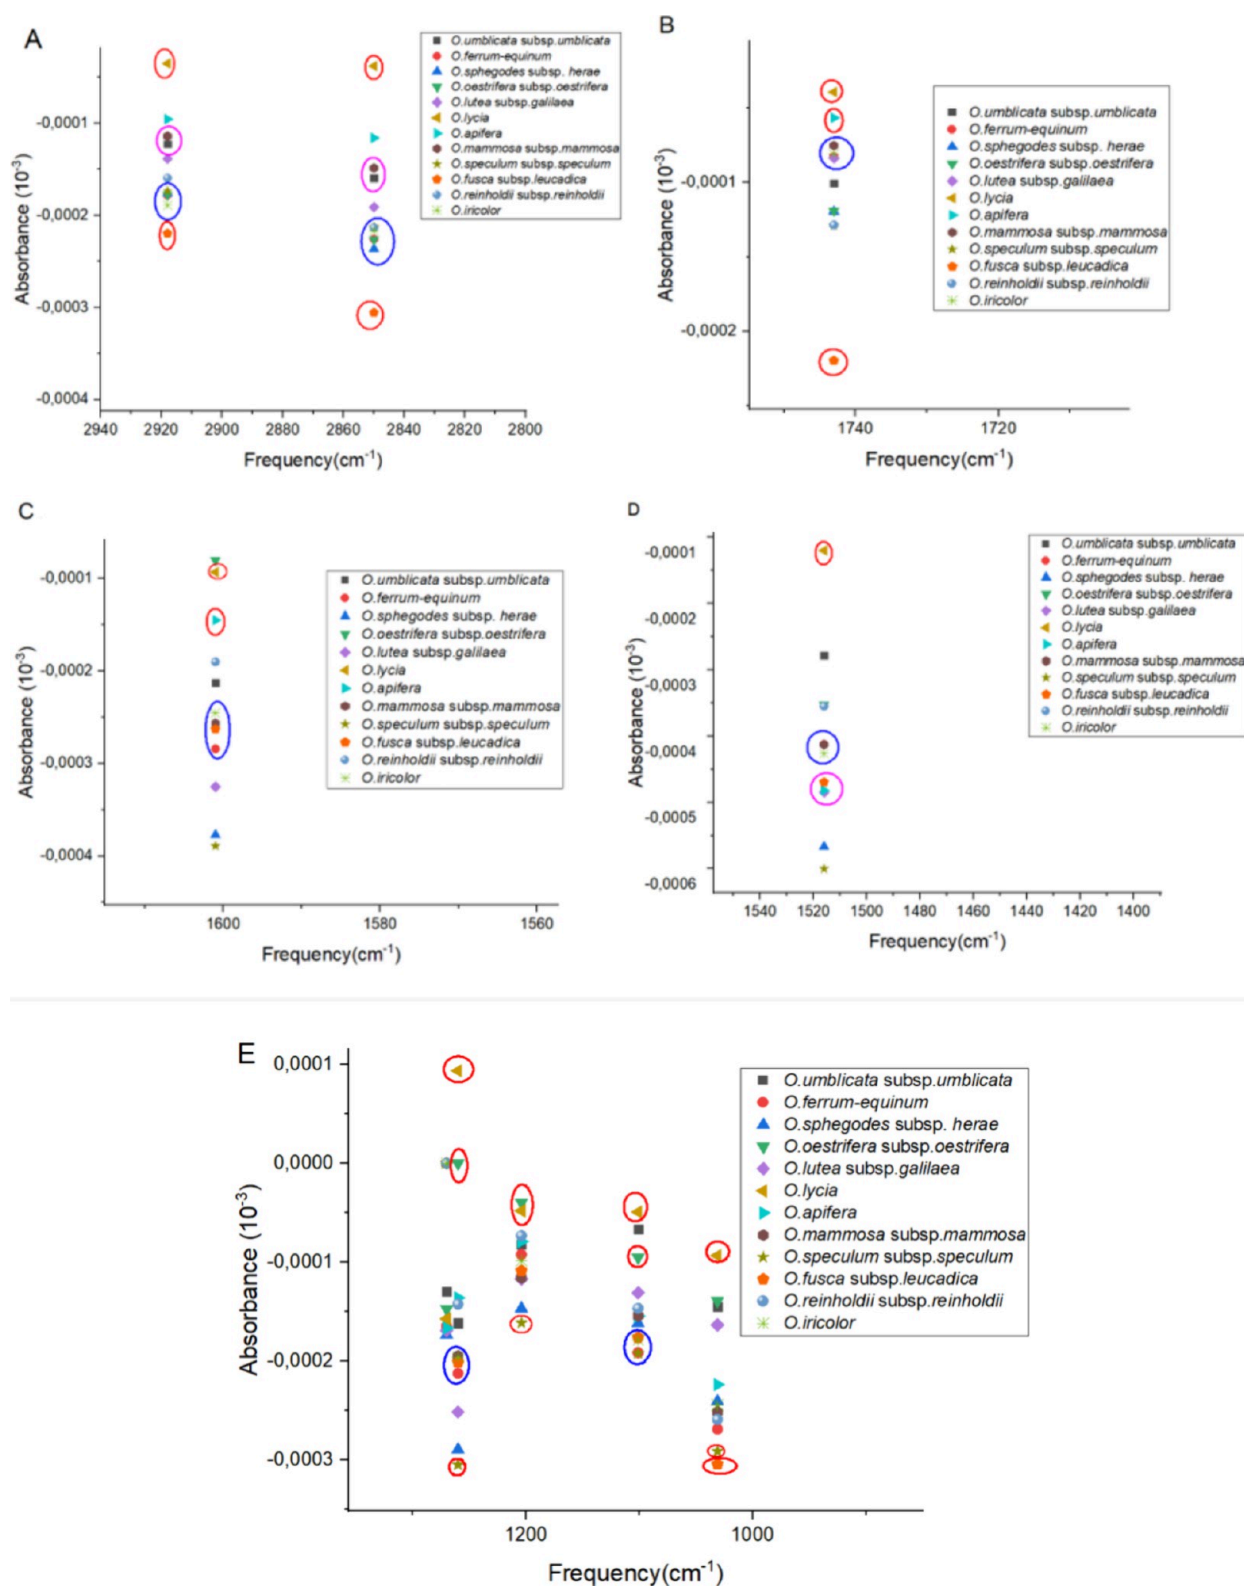 A
Absorbance (10-3)
-0,0001
-0,0002
-0,0003
-0,0004
2940 2920 2900 2880 2860 2840 2820 2800
Frequency(cm-1)
O.umblicata subsp.umblicata
O.ferrum-equinum
O.sphegodes subsp. herae
O.oestrifera subsp.oestrifera
O.lutea subsp.galilaea
O.lycia
O.apifera
O.mammosa subsp.mammosa
O.speculum subsp.speculum
O.fusca subsp.leucadica
O.reinholdii subsp.reinholdii
O.iricolor
B
Absorbance (10-3)
-0,0001
-0,0002
1740 1720
Frequency(cm-1)
O.umblicata subsp.umblicata
O.ferrum-equinum
O.sphegodes subsp. herae
O.oestrifera subsp.oestrifera
O.lutea subsp.galilaea
O.lycia
O.apifera
O.mammosa subsp.mammosa
O.speculum subsp.speculum
O.fusca subsp.leucadica
O.reinholdii subsp.reinholdii
O.iricolor
C
Absorbance (10-3)
-0,0001
-0,0002
-0,0003
-0,0004
1600 1580 1560
Frequency(cm-1)
O.umblicata subsp.umblicata
O.ferrum-equinum
O.sphegodes subsp. herae
O.oestrifera subsp.oestrifera
O.lutea subsp.galilaea
O.lycia
O.apifera
O.mammosa subsp.mammosa
O.speculum subsp.speculum
O.fusca subsp.leucadica
O.reinholdii subsp.reinholdii
O.iricolor
D
Absorbance (10-3)
-0,0001
-0,0002
-0,0003
-0,0004
-0,0005
-0,0006
1540 1520 1500 1480 1460 1440 1420 1400
Frequency(cm-1)
O.umblicata subsp.umblicata
O.ferrum-equinum
O.sphegodes subsp. herae
O.oestrifera subsp.oestrifera
O.lutea subsp.galilaea
O.lycia
O.apifera
O.mammosa subsp.mammosa
O.speculum subsp.speculum
O.fusca subsp.leucadica
O.reinholdii subsp.reinholdii
O.iricolor
E
Absorbance (10-3)
0,0001
0,0000
-0,0001
-0,0002
-0,0003
1200 1000
Frequency(cm-1)
O.umblicata subsp.umblicata
O.ferrum-equinum
O.sphegodes subsp. herae
O.oestrifera subsp.oestrifera
O.lutea subsp.galilaea
O.lycia
O.apifera
O.mammosa subsp.mammosa
O.speculum subsp.speculum
O.fusca subsp.leucadica
O.reinholdii subsp.reinholdii
O.iricolor